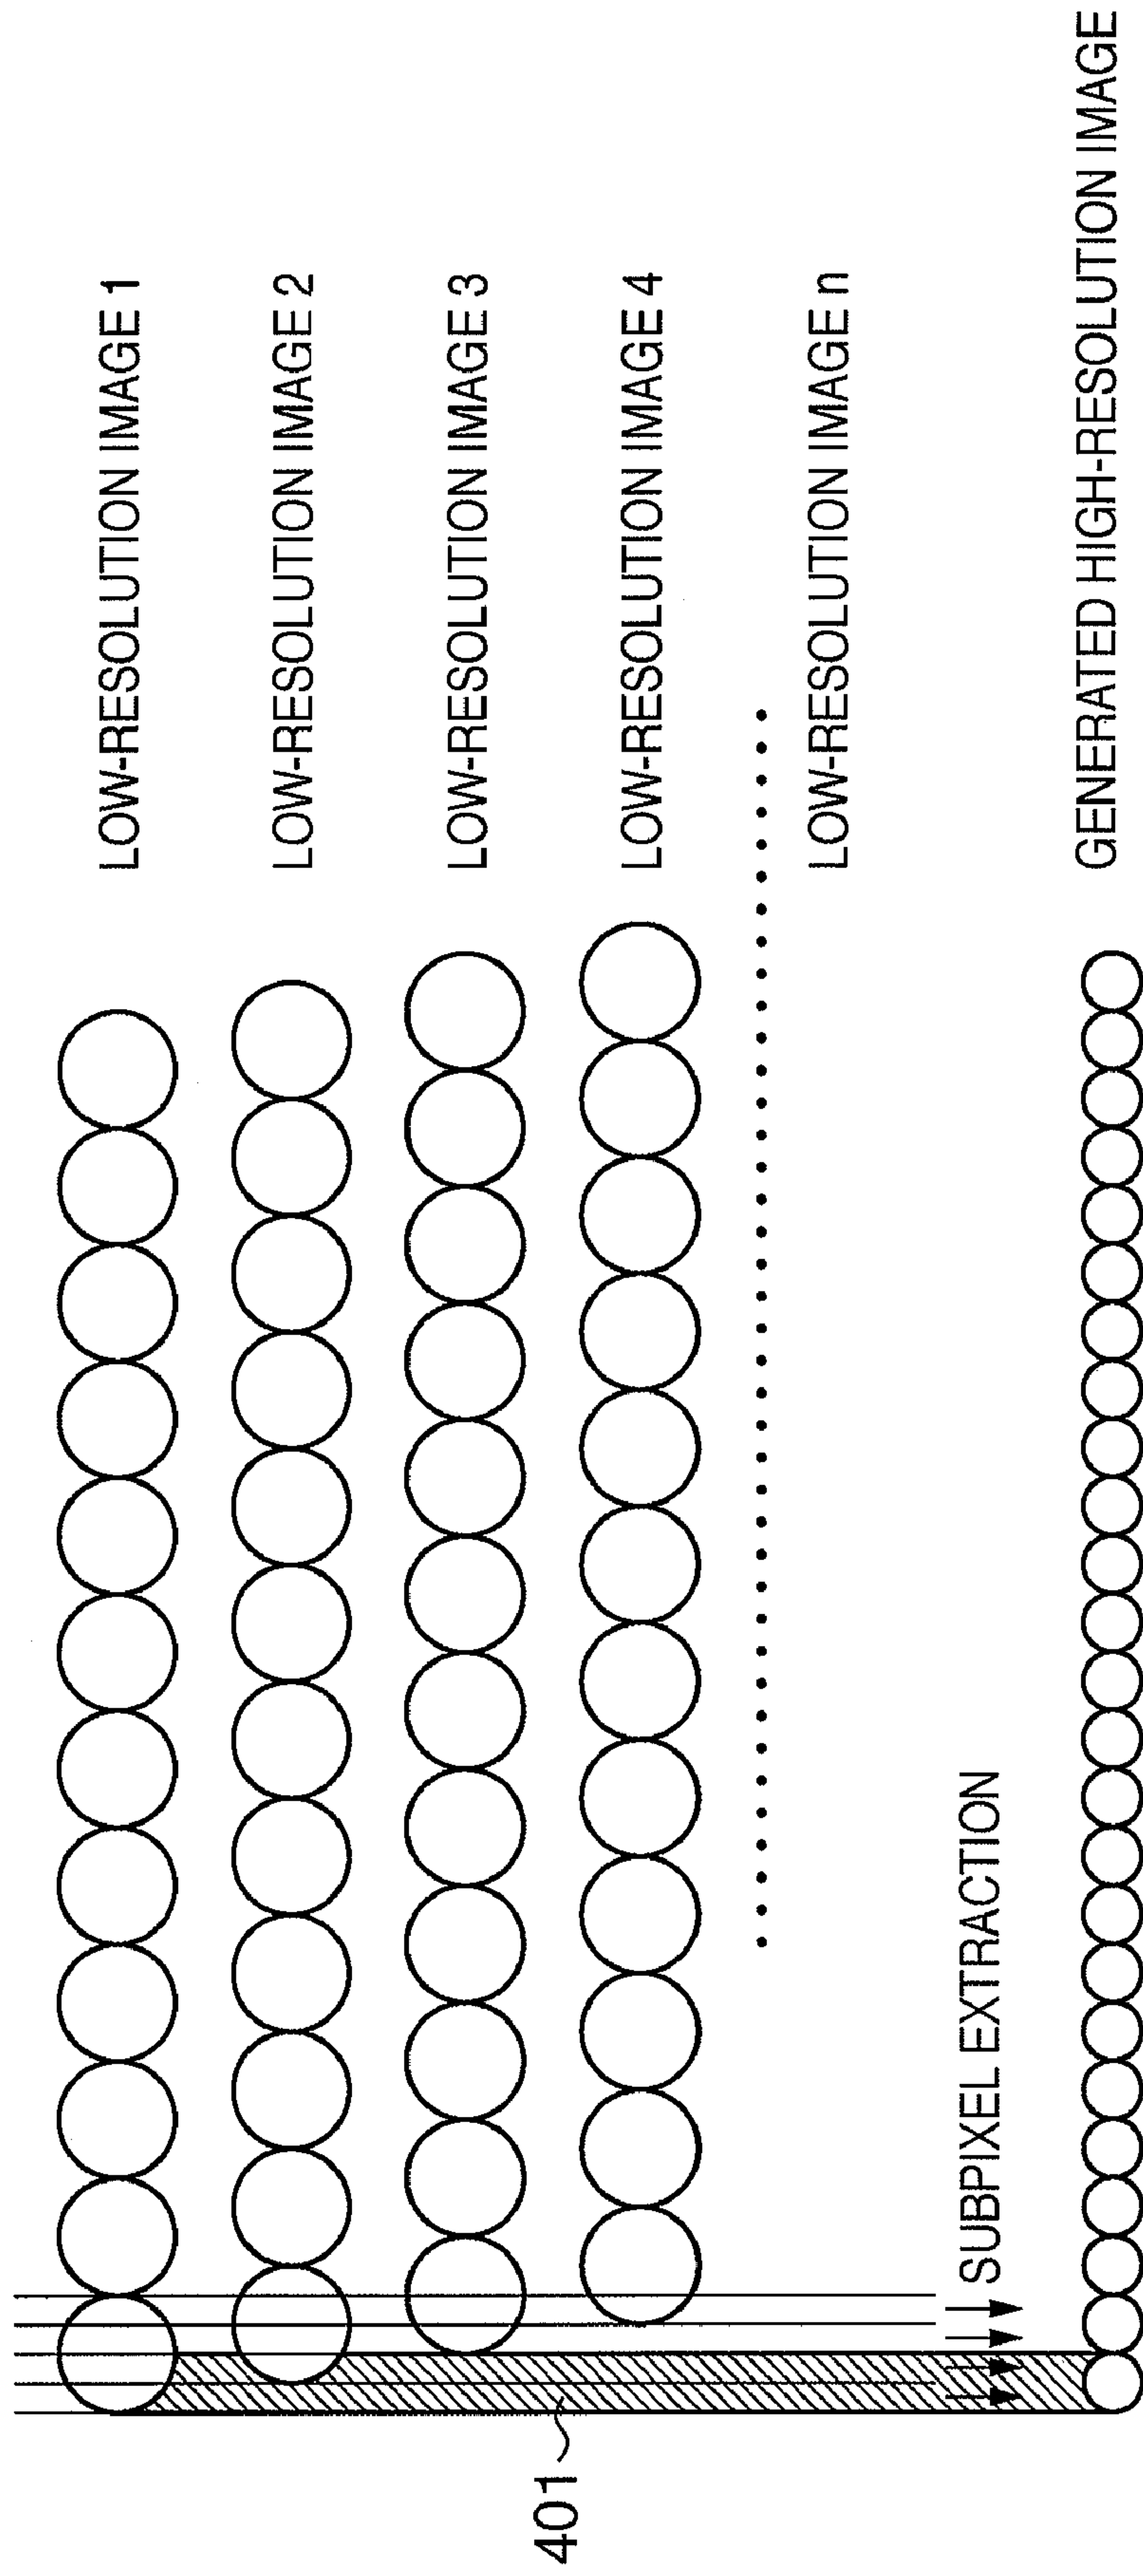 LOW-RESOLUTION IMAGE 1
LOW-RESOLUTION IMAGE 2
LOW-RESOLUTION IMAGE 3
LOW-RESOLUTION IMAGE 4
LOW-RESOLUTION IMAGE n
401
SUBPIXEL EXTRACTION
GENERATED HIGH-RESOLUTION IMAGE